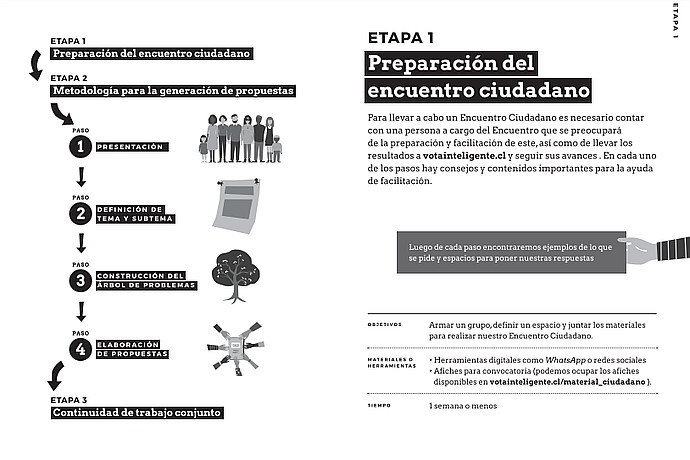 ETAPA 1
Preparación del encuentro ciudadano
ETAPA 2
Metodología para la generación de propuestas
PASO
1
PRESENTACIÓN
PASO
2
DEFINICIÓN DE
TEMA Y SUBTEMA
PASO
3
CONSTRUCCIÓN DEL
ÁRBOL DE PROBLEMAS
PASO
4
ELABORACIÓN
DE PROPUESTAS
ETAPA 3
Continuidad de trabajo conjunto
ETAPA 1
ETAPA 1
Preparación del
encuentro ciudadano
Para llevar a cabo un Encuentro Ciudadano es necesario contar
con una persona a cargo del Encuentro que se preocupará
de la preparación y facilitación de este, así como de llevar los
resultados a votainteligente.cl y seguir sus avances . En cada uno
de los pasos hay consejos y contenidos importantes para la ayuda
de facilitación.
Luego de cada paso encontraremos ejemplos de lo que
se pide y espacios para poner nuestras respuestas
OBJETIVOS
Armar un grupo, definir un espacio y juntar los materiales
para realizar nuestro Encuentro Ciudadano.
MATERIALES O
HERRAMIENTAS
• Herramientas digitales como WhatsApp o redes sociales
• Afiches para convocatoria (podemos ocupar los afiches
disponibles en votainteligente.cl/material_ciudadano ).
TIEMPO
1 semana o menos